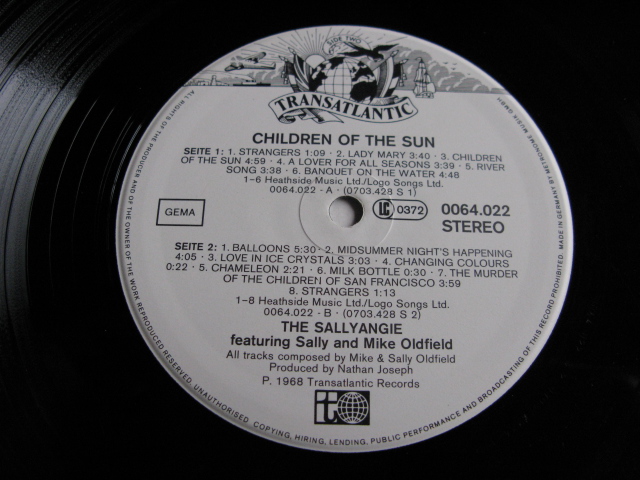 SIDE TWO
TRANSATLANTIC
CHILDREN OF THE SUN
SEITE 1: 1. STRANGERS 1:09 · 2. LADY MARY 3:40 · 3. CHILDREN
OF THE SUN 4:59 · 4. A LOVER FOR ALL SEASONS 3:39 · 5. RIVER
SONG 3:38 · 6. BANQUET ON THE WATER 4:48
1-6 Heathside Music Ltd./Logo Songs Ltd.
0064.022 - A · (0703.428 S 1)
GEMA
LC 0372
0064.022
STEREO
SEITE 2: 1. BALLOONS 5:30 · 2. MIDSUMMER NIGHT'S HAPPENING
4:05 · 3. LOVE IN ICE CRYSTALS 3:03 · 4. CHANGING COLOURS
0:22 · 5. CHAMELEON 2:21 · 6. MILK BOTTLE 0:30 · 7. THE MURDER
OF THE CHILDREN OF SAN FRANCISCO 3:59
8. STRANGERS 1:13
1-8 Heathside Music Ltd./Logo Songs Ltd.
0064.022 - B · (0703.428 S 2)
THE SALLYANGIE
featuring Sally and Mike Oldfield
All tracks composed by Mike & Sally Oldfield
Produced by Nathan Joseph
P. 1968 Transatlantic Records
t
ALL RIGHTS OF THE PRODUCER AND OF THE OWNER OF THE WORK REPRODUCED RESERVED. UNAUTHORISED COPYING, HIRING, LENDING, PUBLIC PERFORMANCE AND BROADCASTING OF THIS RECORD PROHIBITED. MADE IN GERMANY BY METRONOME MUSIK GMBH